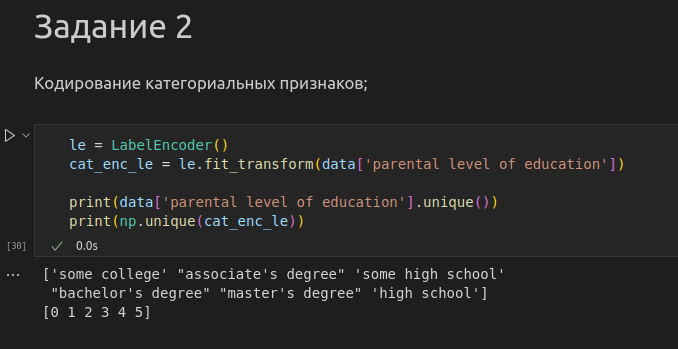 Задание 2
Кодирование категориальных признаков;
le = LabelEncoder()
cat_enc_le = le.fit_transform(data['parental level of education'])
print(data['parental level of education'].unique())
print(np.unique(cat_enc_le))
[30]
0.0s
['some college' "associate's degree" 'some high school'
"bachelor's degree" "master's degree" 'high school']
[0 1 2 3 4 5]